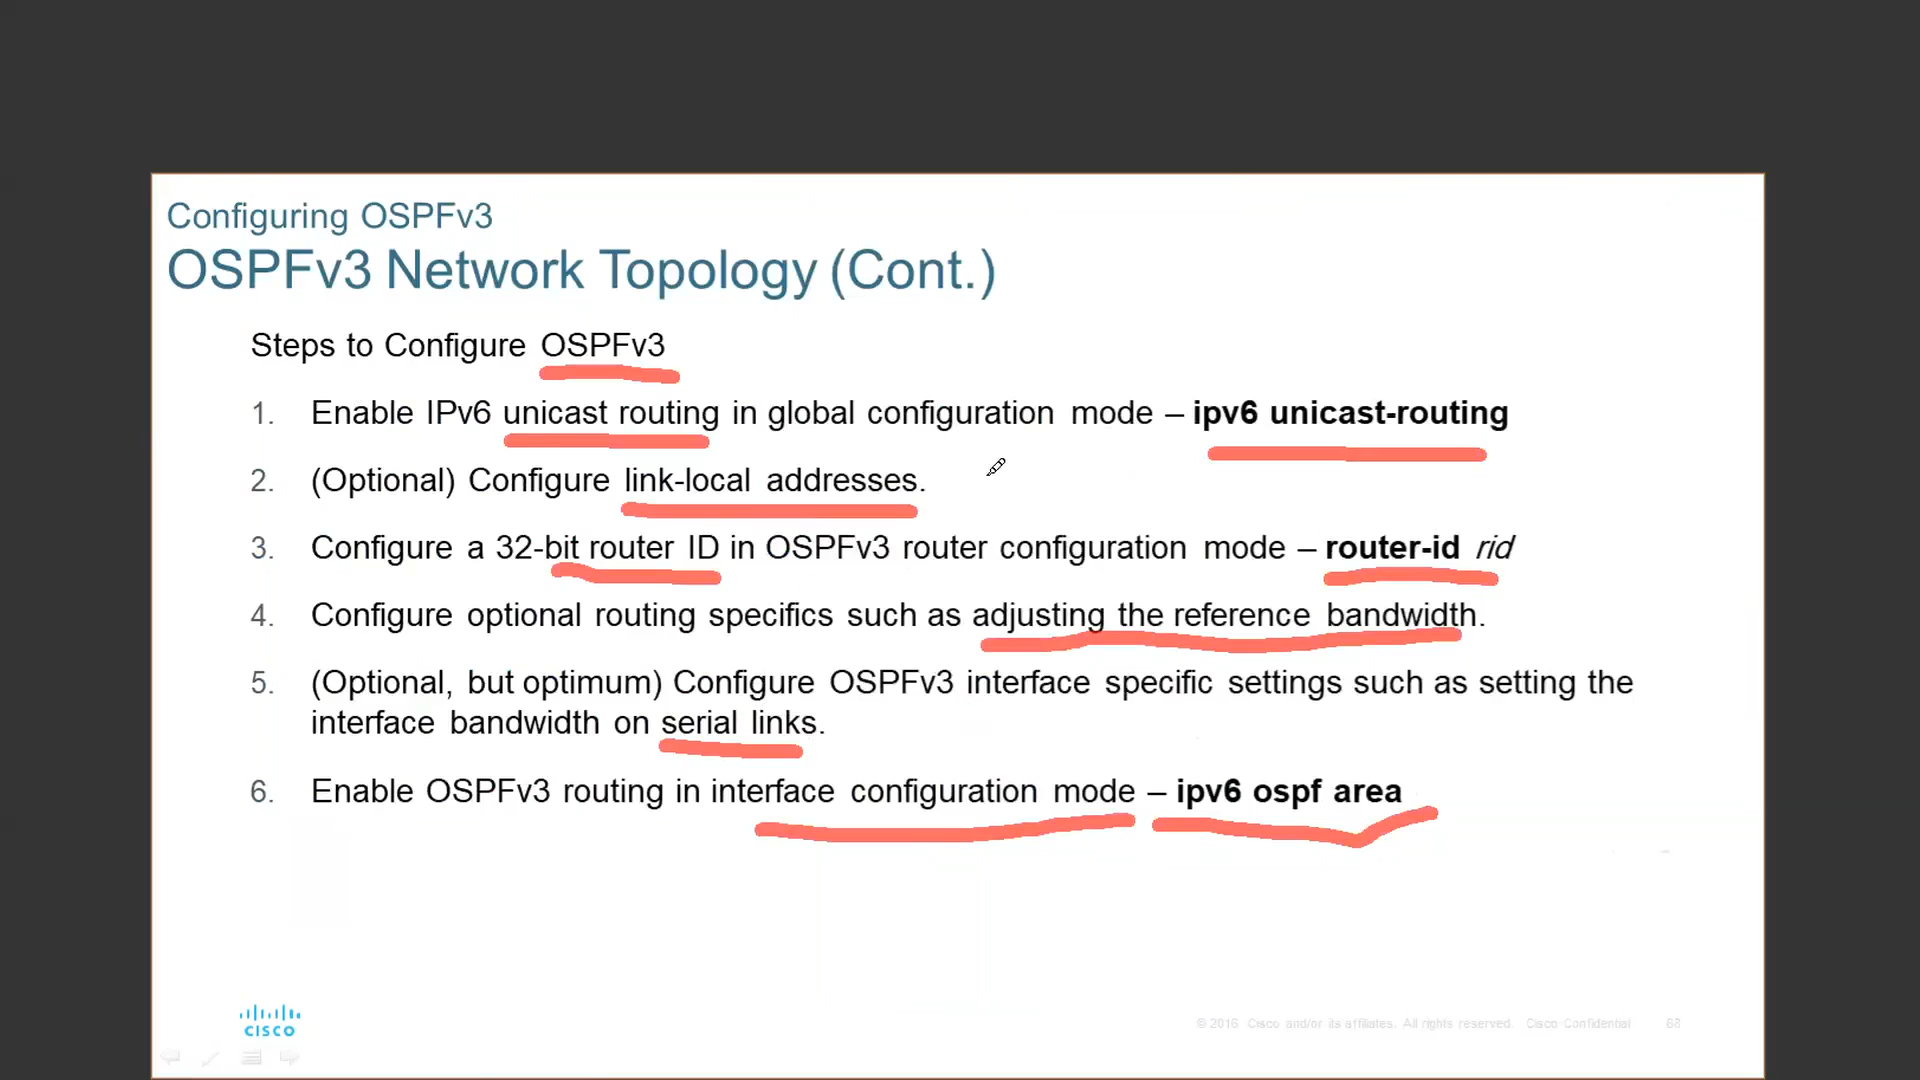 Configuring OSPFv3
OSPFv3 Network Topology (Cont.)
Steps to Configure OSPFv3
1. Enable IPv6 unicast routing in global configuration mode – ipv6 unicast-routing
2. (Optional) Configure link-local addresses.
3. Configure a 32-bit router ID in OSPFv3 router configuration mode – router-id rid
4. Configure optional routing specifics such as adjusting the reference bandwidth.
5. (Optional, but optimum) Configure OSPFv3 interface specific settings such as setting the
interface bandwidth on serial links.
6. Enable OSPFv3 routing in interface configuration mode – ipv6 ospf area
CISCO
© 2016 Cisco and/or its affiliates. All rights reserved. Cisco Confidential